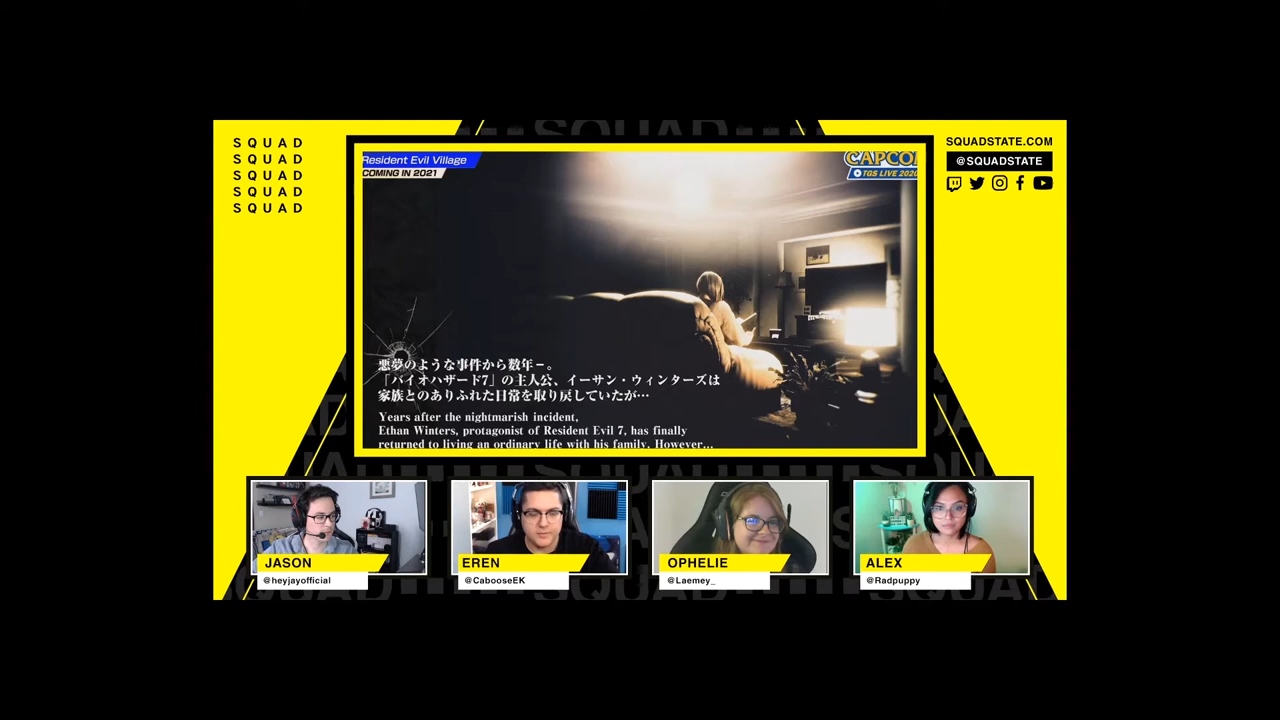 SQUAD
SQUAD
SQUAD
SQUAD
SQUAD
SQUAD
SQUADSTATE.COM
@SQUADSTATE
Resident Evil Village
COMING IN 2021
CAPCO
TGS LIVE 2020
悪夢のような事件から数年－。
「バイオハザード7」の主人公、イーサン・ウィンターズは
家族とのありふれた日常を取り戻していたが…
Years after the nightmarish incident,
Ethan Winters, protagonist of Resident Evil 7, has finally
returned to living an ordinary life with his family. However...
JASON
@heyjayofficial
EREN
@CabooseEK
OPHELIE
@Laemey_
ALEX
@Radpuppy